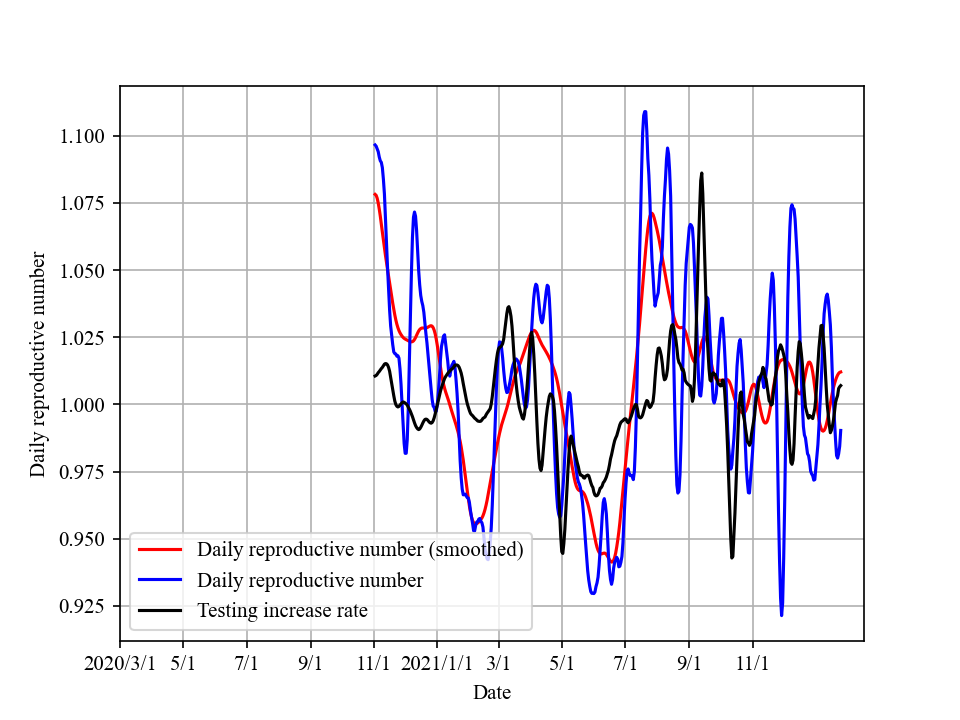 1.100
1.075
1.050
1.025
1.000
0.975
0.950
0.925
Daily reproductive number
Daily reproductive number (smoothed)
Daily reproductive number
Testing increase rate
2020/3/1 5/1 7/1 9/1 11/1 2021/1/1 3/1 5/1 7/1 9/1 11/1
Date